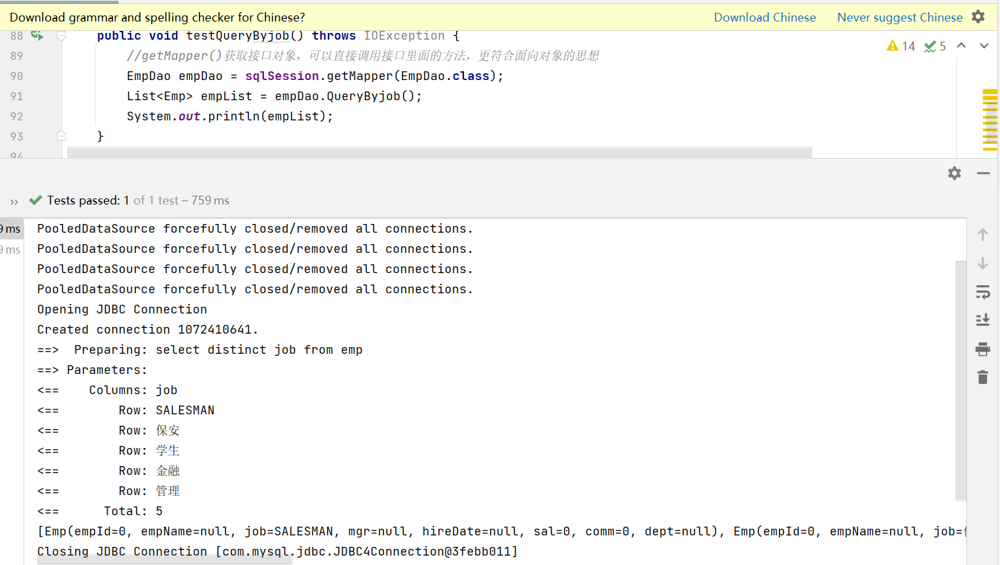 Download grammar and spelling checker for Chinese? Download Chinese Never suggest Chinese
88 public void testQueryByjob() throws IOException {
14 5
89 //getMapper()获取接口对象，可以直接调用接口里面的方法，更符合面向对象的思想
90 EmpDao empDao = sqlSession.getMapper(EmpDao.class);
91 List<Emp> empList = empDao.QueryByjob();
92 System.out.println(empList);
93 }
94
>> Tests passed: 1 of 1 test – 759 ms
9 ms
9 ms
PooledDataSource forcefully closed/removed all connections.
PooledDataSource forcefully closed/removed all connections.
PooledDataSource forcefully closed/removed all connections.
PooledDataSource forcefully closed/removed all connections.
Opening JDBC Connection
Created connection 1072410641.
==>  Preparing: select distinct job from emp
==> Parameters:
<==    Columns: job
<==        Row: SALESMAN
<==        Row: 保安
<==        Row: 学生
<==        Row: 金融
<==        Row: 管理
<==      Total: 5
[Emp(empId=0, empName=null, job=SALESMAN, mgr=null, hireDate=null, sal=0, comm=0, dept=null), Emp(empId=0, empName=null, job=
Closing JDBC Connection [com.mysql.jdbc.JDBC4Connection@3febb011]